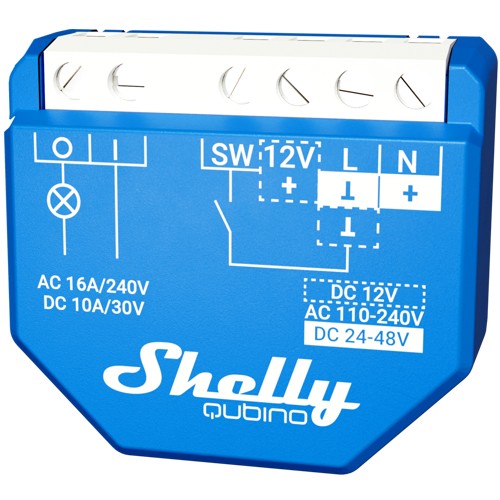 O I SW 12V L N
+ ⊥ +
⊥
AC 16A/240V
DC 10A/30V
DC 12V
AC 110-240V
DC 24-48V
Shelly
QUBINO